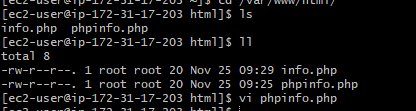 [ec2-user@ip-172-31-17-203 ~]$ cd /var/www/html/
[ec2-user@ip-172-31-17-203 html]$ ls
info.php  phpinfo.php
[ec2-user@ip-172-31-17-203 html]$ ll
total 8
-rw-r--r--. 1 root root 20 Nov 25 09:29 info.php
-rw-r--r--. 1 root root 20 Nov 25 09:25 phpinfo.php
[ec2-user@ip-172-31-17-203 html]$ vi phpinfo.php